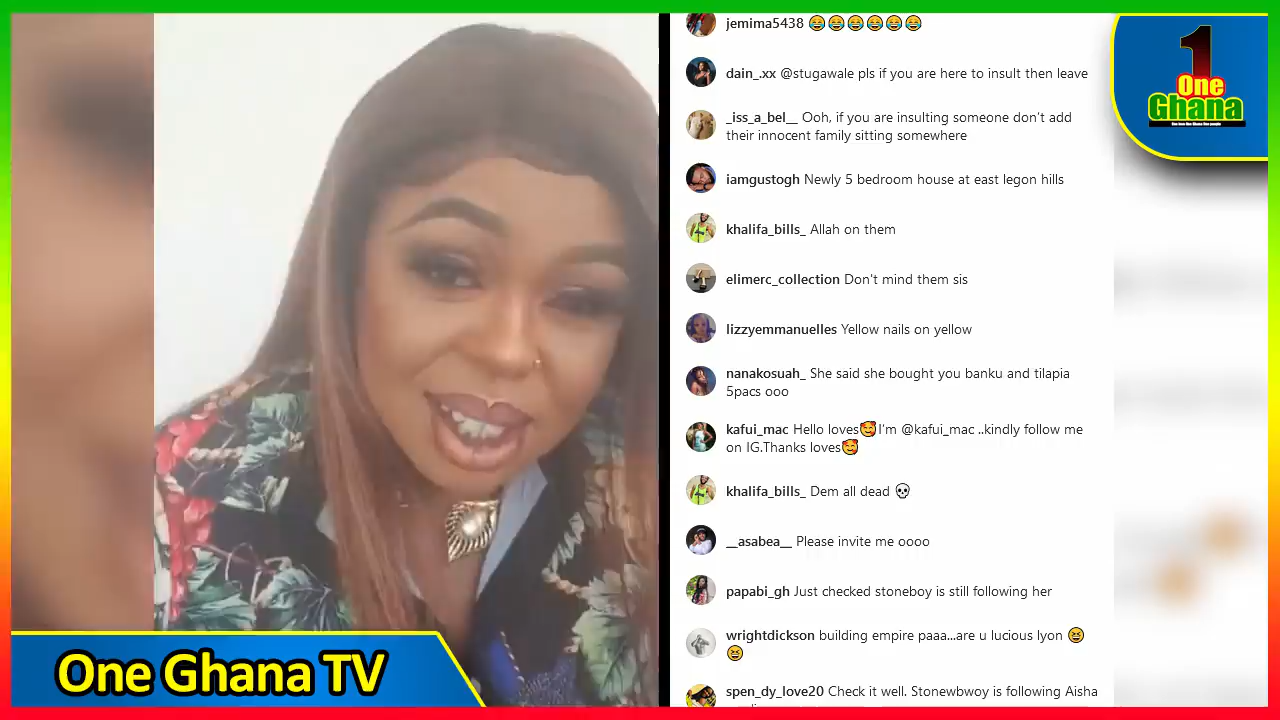 jemima5438 😂😂😂😂😂😂
dain_.xx @stugawale pls if you are here to insult then leave
_iss_a_bel__ Ooh, if you are insulting someone don't add
their innocent family sitting somewhere
iamgustogh Newly 5 bedroom house at east legon hills
khalifa_bills_ Allah on them
elimerc_collection Don't mind them sis
lizzyemmanuelles Yellow nails on yellow
nanakosuah_ She said she bought you banku and tilapia
5pacs ooo
kafui_mac Hello loves🥰I'm @kafui_mac ..kindly follow me
on IG.Thanks loves🥰
khalifa_bills_ Dem all dead 💀
__asabea__ Please invite me oooo
papabi_gh Just checked stoneboy is still following her
wrightdickson building empire paaa...are u lucious lyon 😆
😆
spen_dy_love20 Check it well. Stonewbwoy is following Aisha
1
One
Ghana
One Ghana TV